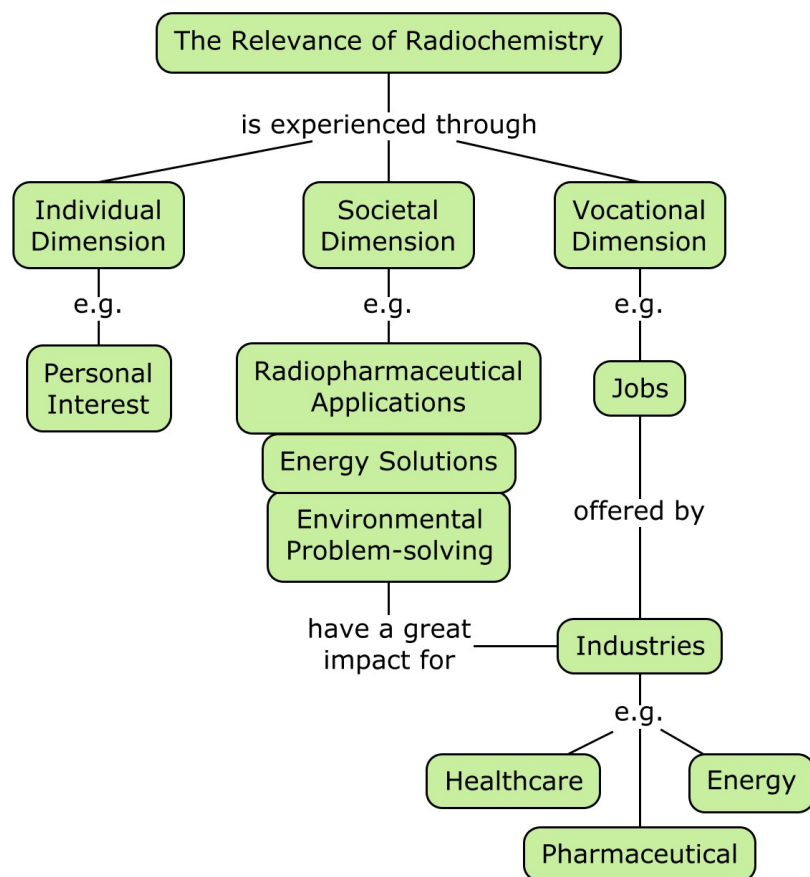 The Relevance of Radiochemistry
is experienced through
Individual
Dimension
Societal
Dimension
Vocational
Dimension
e.g.
e.g.
e.g.
Personal
Interest
Radiopharmaceutical
Applications
Jobs
Energy Solutions
Environmental
Problem-solving
offered by
have a great
impact for
Industries
e.g.
Healthcare
Energy
Pharmaceutical